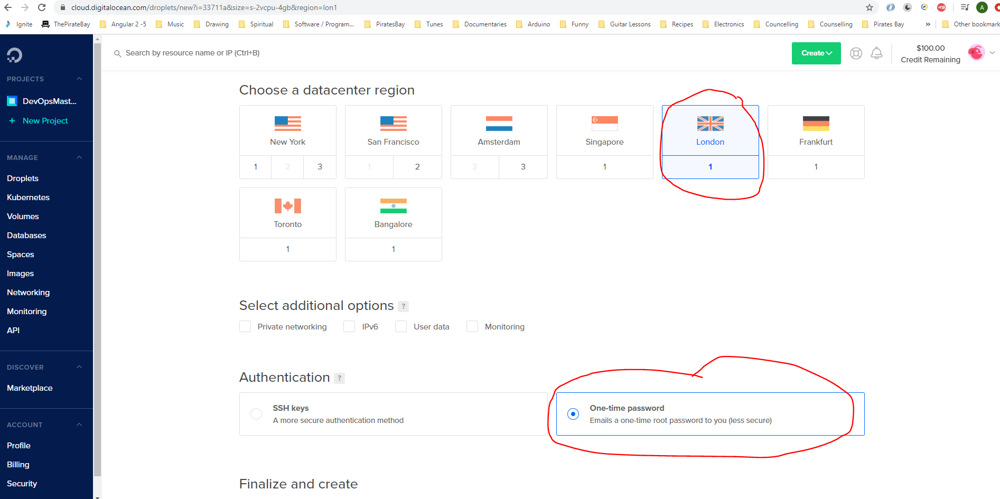 cloud.digitalocean.com/droplets/new?i=33711a&size=s-2vcpu-4gb&region=lon1
A
Ignite ThePirateBay Angular 2 -5 Music Drawing Spiritual Software / Program... PiratesBay Tunes Documentaries Arduino Funny Guitar Lessons Recipes Electronics Councelling Counselling Pirates Bay » Other bookmark
Search by resource name or IP (Ctrl+B)
Create
$100.00
Credit Remaining
PROJECTS
DevOpsMast...
+ New Project
MANAGE
Droplets
Kubernetes
Volumes
Databases
Spaces
Images
Networking
Monitoring
API
DISCOVER
Marketplace
ACCOUNT
Profile
Billing
Security
Choose a datacenter region
New York
1 2 3
San Francisco
1 2
Amsterdam
2 3
Singapore
1
London
1
Frankfurt
1
Toronto
1
Bangalore
1
Select additional options ?
Private networking IPv6 User data Monitoring
Authentication ?
SSH keys
A more secure authentication method
One-time password
Emails a one-time root password to you (less secure)
Finalize and create